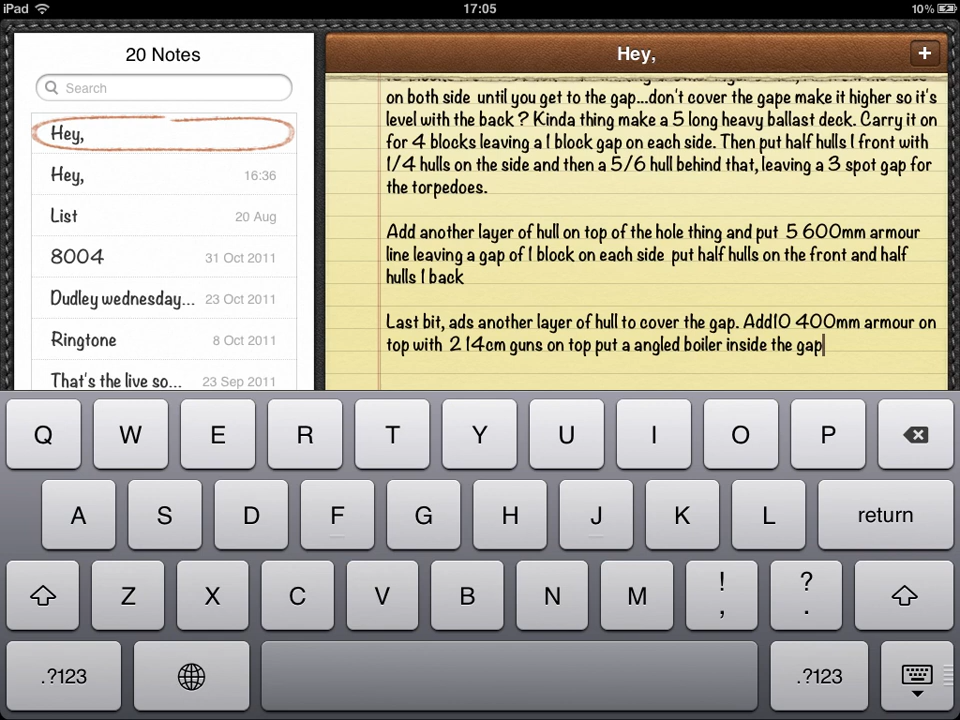 iPad
17:05
10%
20 Notes
Search
Hey,
Hey,
16:36
List
20 Aug
8004
31 Oct 2011
Dudley wednesday...
23 Oct 2011
Ringtone
8 Oct 2011
That's the live so...
23 Sep 2011
Hey,
+
on both side until you get to the gap...don't cover the gape make it higher so it's
level with the back ? Kinda thing make a 5 long heavy ballast deck. Carry it on
for 4 blocks leaving a 1 block gap on each side. Then put half hulls 1 front with
1/4 hulls on the side and then a 5/6 hull behind that, leaving a 3 spot gap for
the torpedoes.
Add another layer of hull on top of the hole thing and put 5 600mm armour
line leaving a gap of 1 block on each side put half hulls on the front and half
hulls 1 back
Last bit, ads another layer of hull to cover the gap. Add10 400mm armour on
top with 2 14cm guns on top put a angled boiler inside the gap
Q W E R T Y U I O P
A S D F G H J K L return
Z X C V B N M ! , ? .
.?123 .?123